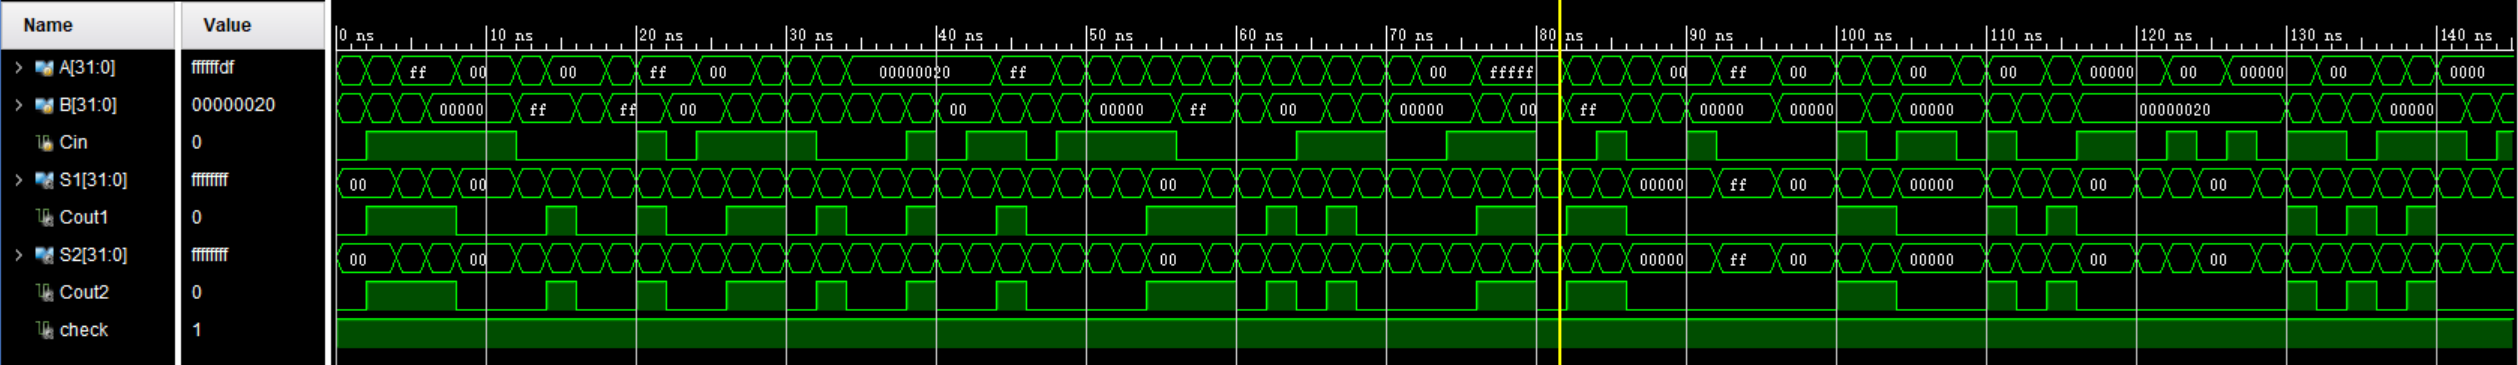 Name Value
0 ns 10 ns 20 ns 30 ns 40 ns 50 ns 60 ns 70 ns 80 ns 90 ns 100 ns 110 ns 120 ns 130 ns 140 ns
A[31:0] ffffffdf ff 00 00 ff 00 00000020 ff 00 fffff 00 ff 00 00 00 00000 00 00000 00 0000
B[31:0] 00000020 00000 ff ff 00 00 00000 ff 00 00000 00 ff 00000 00000 00000 00000020 00000
Cin 0
S1[31:0] ffffffff 00 00 00 00000 ff 00 00000 00 00
Cout1 0
S2[31:0] ffffffff 00 00 00 00000 ff 00 00000 00 00
Cout2 0
check 1